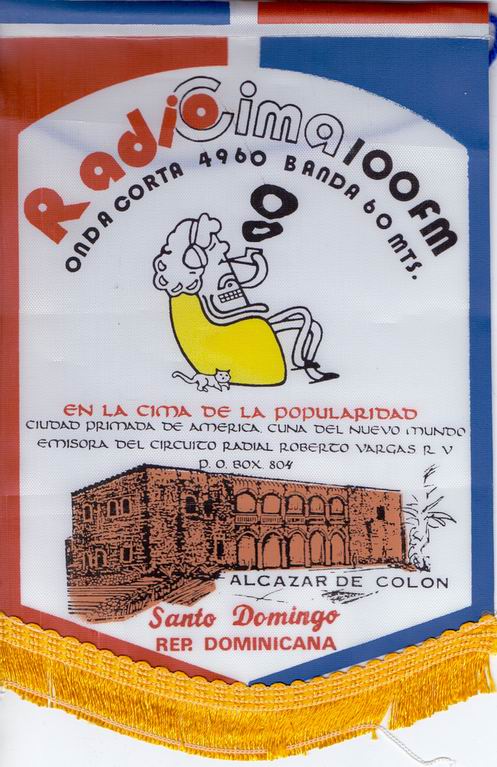 Radio Cima 100 FM
ONDA CORTA 4960 BANDA 60 MTS.
EN LA CIMA DE LA POPULARIDAD
CIUDAD PRIMADA DE AMERICA, CUNA DEL NUEVO MUNDO
EMISORA DEL CIRCUITO RADIAL ROBERTO VARGAS R. V
P. O. BOX. 804
ALCAZAR DE COLON
Santo Domingo
REP. DOMINICANA